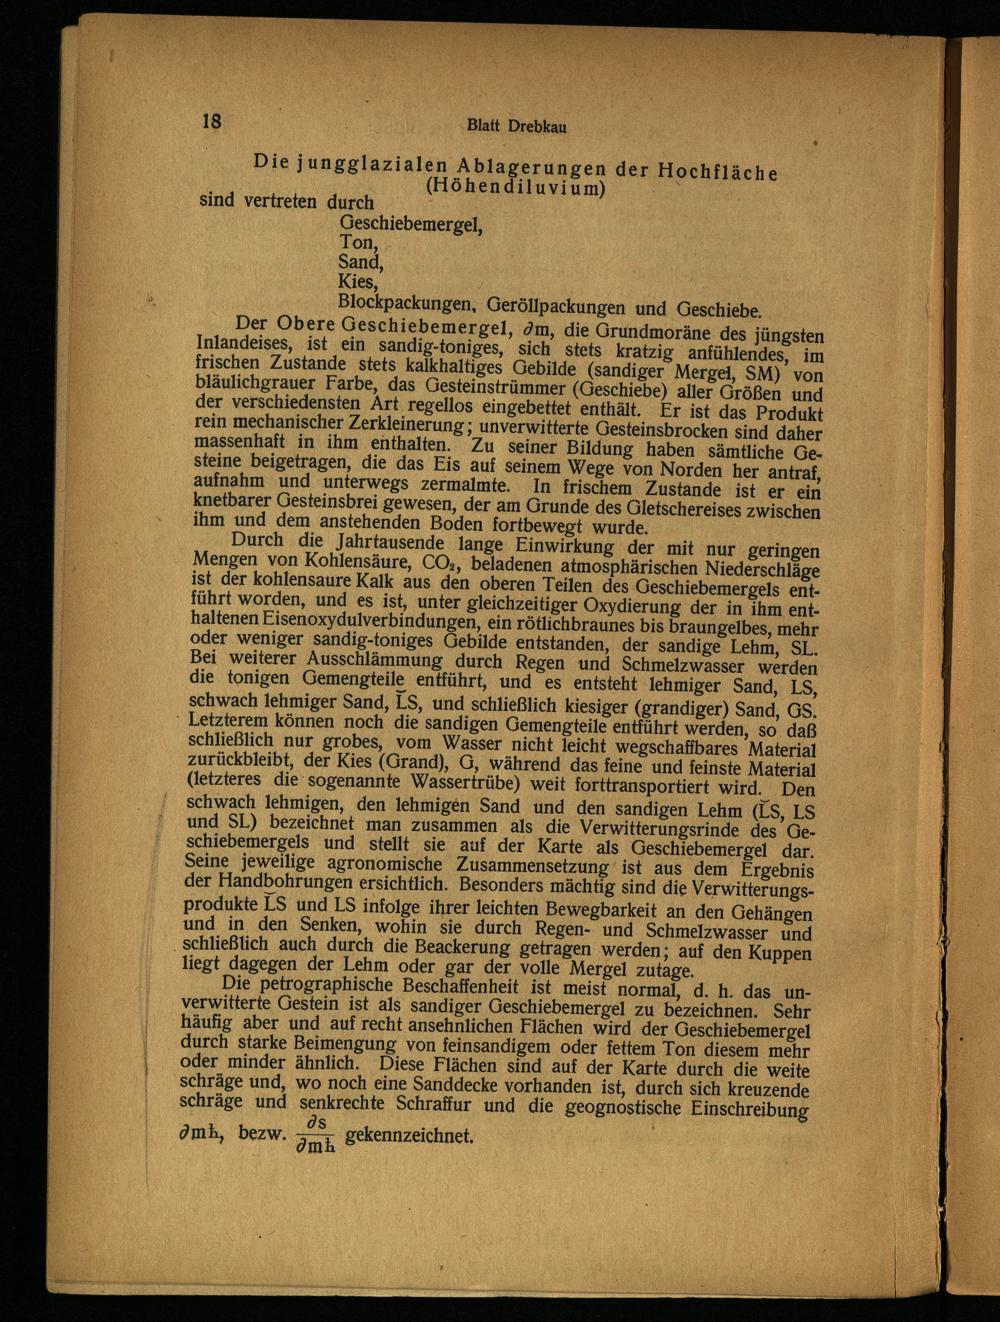 18
Blatt Drebkau
Die jungglazialen Ablagerungen der Hochfläche
(Höhendiluvium)
sind vertreten durch
Geschiebemergel,
Ton,
Sand,
Kies,
Blockpackungen, Geröllpackungen und Geschiebe.
Der Obere Geschiebemergel, ∂m, die Grundmoräne des jüngsten
Inlandeises, ist ein sandig-toniges, sich stets kratzig anfühlendes, im
frischen Zustande stets kalkhaltiges Gebilde (sandiger Mergel, SM) von
bläulichgrauer Farbe, das Gesteinstrümmer (Geschiebe) aller Größen und
der verschiedensten Art regellos eingebettet enthält. Er ist das Produkt
rein mechanischer Zerkleinerung; unverwitterte Gesteinsbrocken sind daher
massenhaft in ihm enthalten. Zu seiner Bildung haben sämtliche Ge-
steine beigetragen, die das Eis auf seinem Wege von Norden her antraf,
aufnahm und unterwegs zermalmte. In frischem Zustande ist er ein
knetbarer Gesteinsbrei gewesen, der am Grunde des Gletschereises zwischen
ihm und dem anstehenden Boden fortbewegt wurde.
Durch die Jahrtausende lange Einwirkung der mit nur geringen
Mengen von Kohlensäure, CO₂, beladenen atmosphärischen Niederschläge
ist der kohlensaure Kalk aus den oberen Teilen des Geschiebemergels ent-
führt worden, und es ist, unter gleichzeitiger Oxydierung der in ihm ent-
haltenen Eisenoxydulverbindungen, ein rötlichbraunes bis braungelbes, mehr
oder weniger sandig-toniges Gebilde entstanden, der sandige Lehm, SL.
Bei weiterer Ausschlämmung durch Regen und Schmelzwasser werden
die tonigen Gemengteile entführt, und es entsteht lehmiger Sand, LS,
schwach lehmiger Sand, L̆S, und schließlich kiesiger (grandiger) Sand, GS.
Letzterem können noch die sandigen Gemengteile entführt werden, so daß
schließlich nur grobes, vom Wasser nicht leicht wegschaffbares Material
zurückbleibt, der Kies (Grand), G, während das feine und feinste Material
(letzteres die sogenannte Wassertrübe) weit forttransportiert wird. Den
schwach lehmigen, den lehmigen Sand und den sandigen Lehm (L̆S, LS
und SL) bezeichnet man zusammen als die Verwitterungsrinde des Ge-
schiebemergels und stellt sie auf der Karte als Geschiebemergel dar.
Seine jeweilige agronomische Zusammensetzung ist aus dem Ergebnis
der Handbohrungen ersichtlich. Besonders mächtig sind die Verwitterungs-
produkte L̆S und LS infolge ihrer leichten Bewegbarkeit an den Gehängen
und in den Senken, wohin sie durch Regen- und Schmelzwasser und
schließlich auch durch die Beackerung getragen werden; auf den Kuppen
liegt dagegen der Lehm oder gar der volle Mergel zutage.
Die petrographische Beschaffenheit ist meist normal, d. h. das un-
verwitterte Gestein ist als sandiger Geschiebemergel zu bezeichnen. Sehr
häufig aber und auf recht ansehnlichen Flächen wird der Geschiebemergel
durch starke Beimengung von feinsandigem oder fettem Ton diesem mehr
oder minder ähnlich. Diese Flächen sind auf der Karte durch die weite
schräge und, wo noch eine Sanddecke vorhanden ist, durch sich kreuzende
schräge und senkrechte Schraffur und die geognostische Einschreibung
∂mħ, bezw. ∂s/∂mħ gekennzeichnet.